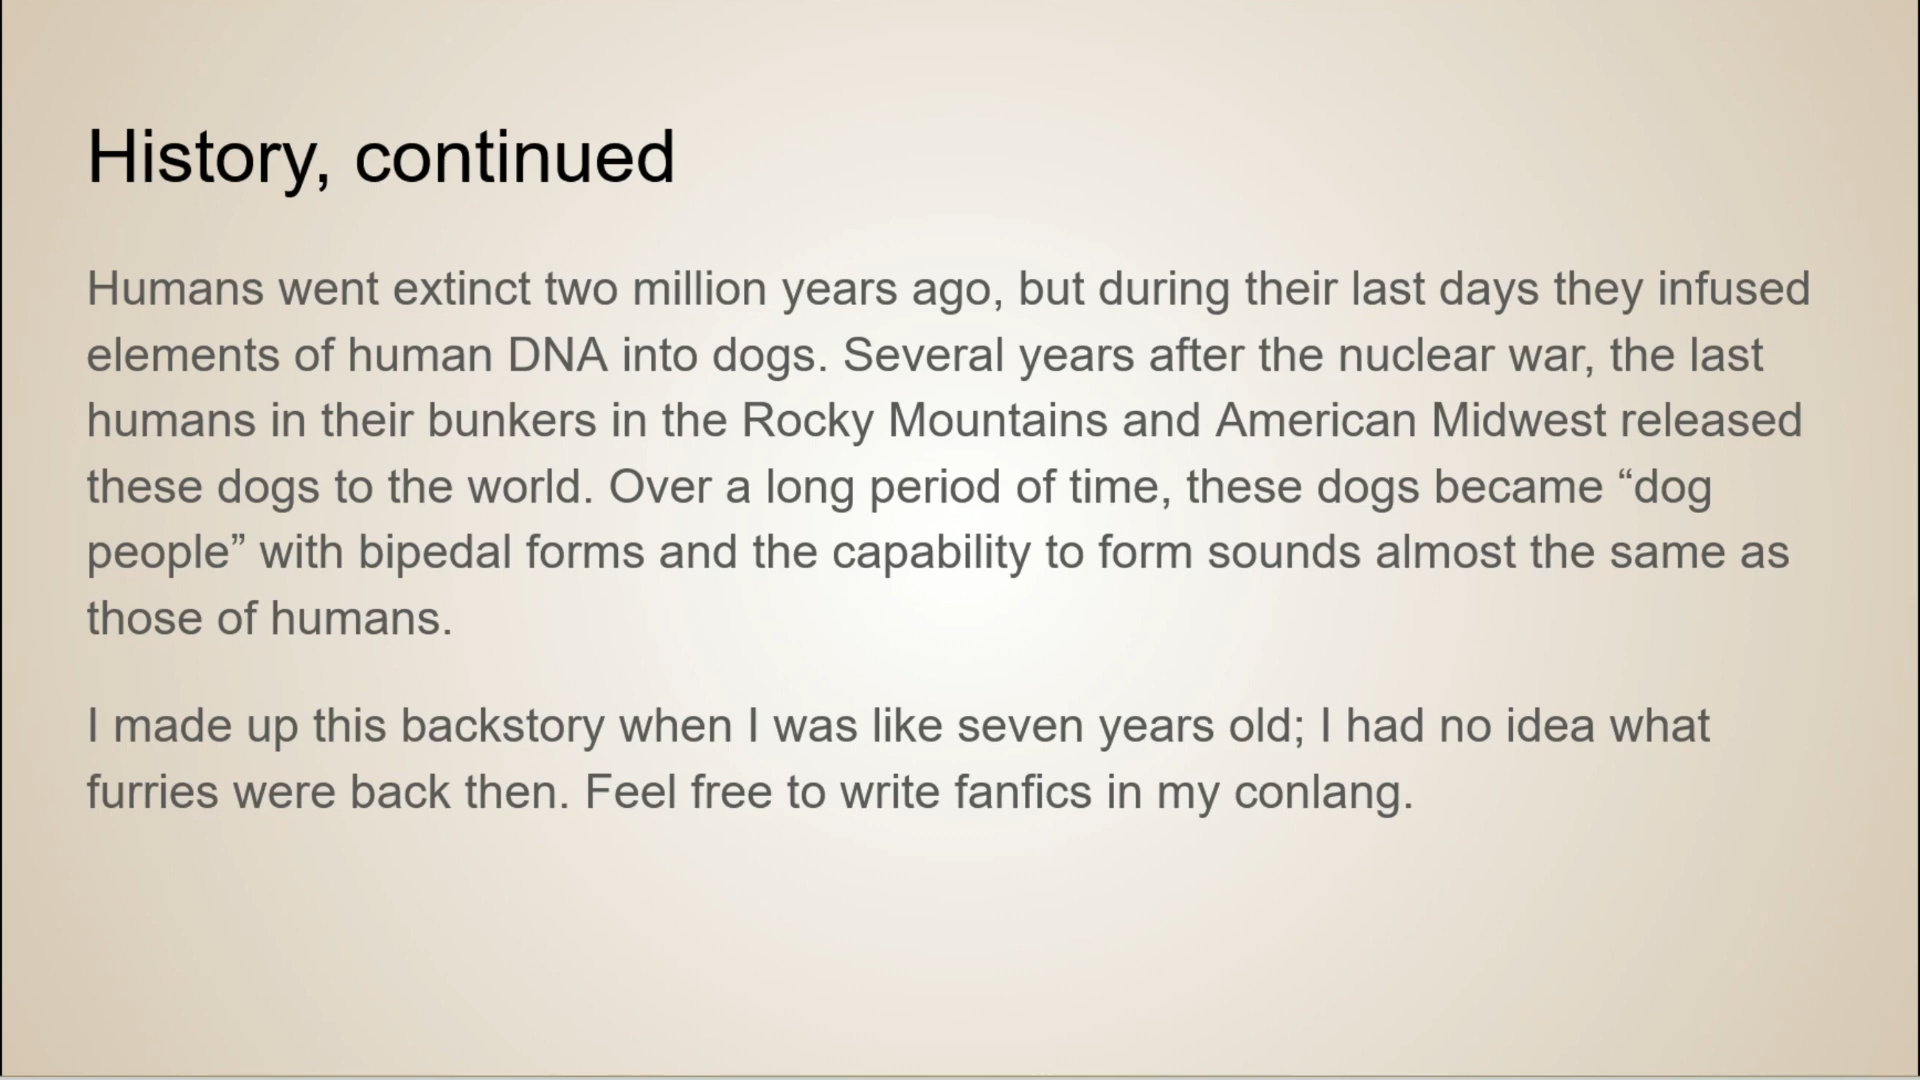 History, continued
Humans went extinct two million years ago, but during their last days they infused
elements of human DNA into dogs. Several years after the nuclear war, the last
humans in their bunkers in the Rocky Mountains and American Midwest released
these dogs to the world. Over a long period of time, these dogs became “dog
people” with bipedal forms and the capability to form sounds almost the same as
those of humans.
I made up this backstory when I was like seven years old; I had no idea what
furries were back then. Feel free to write fanfics in my conlang.